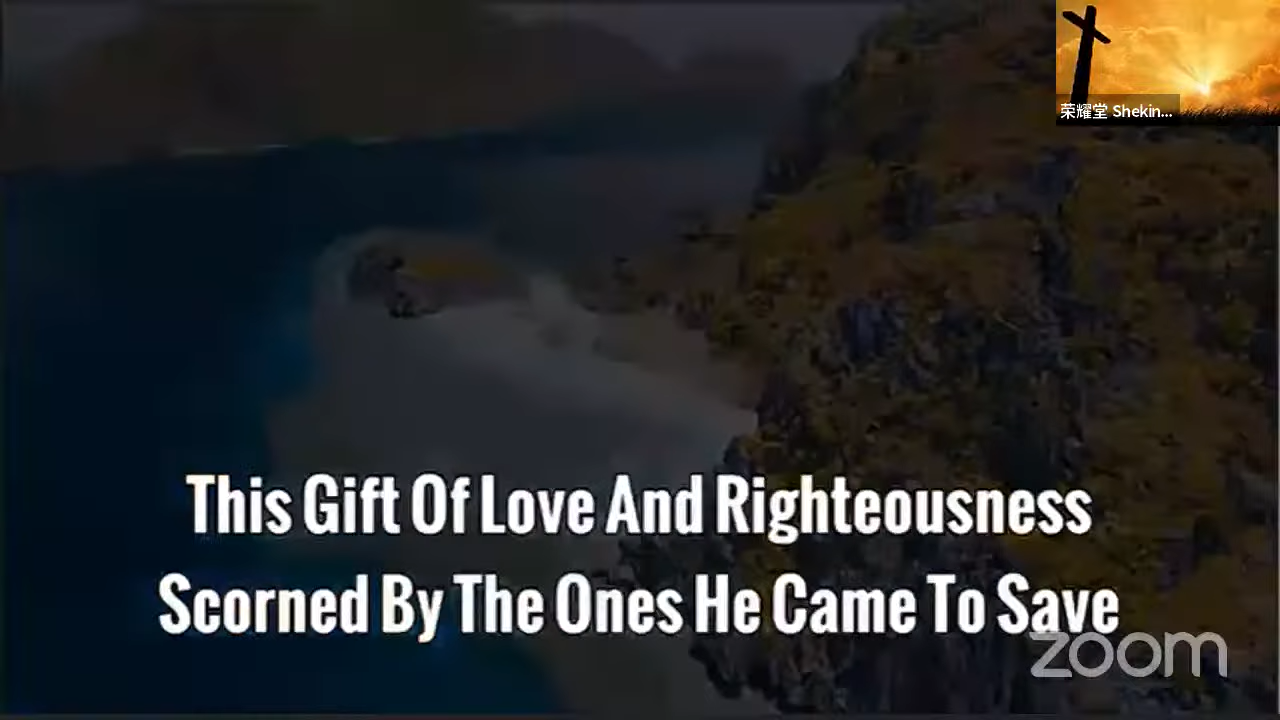 荣耀堂 Shekin...
This Gift Of Love And Righteousness
Scorned By The Ones He Came To Save
zoom